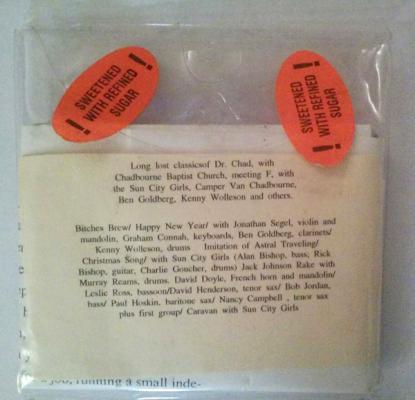 ! SWEETENED
WITH REFINED
SUGAR !
! SWEETENED
WITH REFINED
SUGAR !
Long lost classicsof Dr. Chad, with
Chadbourne Baptist Church, meeting F, with
the Sun City Girls, Camper Van Chadbourne,
Ben Goldberg, Kenny Wolleson and others.
Bitches Brew/ Happy New Year/ with Jonathan Segel, violin and
mandolin, Graham Connah, keyboards, Ben Goldberg, clarinets/
Kenny Wolleson, drums Imitation of Astral Traveling/
Christmas Song/ with Sun City Girls (Alan Bishop, bass; Rick
Bishop, guitar, Charlie Goucher, drums) Jack Johnson Rake with
Murray Reams, drums. David Doyle, French horn and mandolin/
Leslie Ross, bassoon/David Henderson, tenor sax/ Bob Jordan,
bass/ Paul Hoskin, baritone sax/ Nancy Campbell , tenor sax
plus first group/ Caravan with Sun City Girls
job, running a small inde-